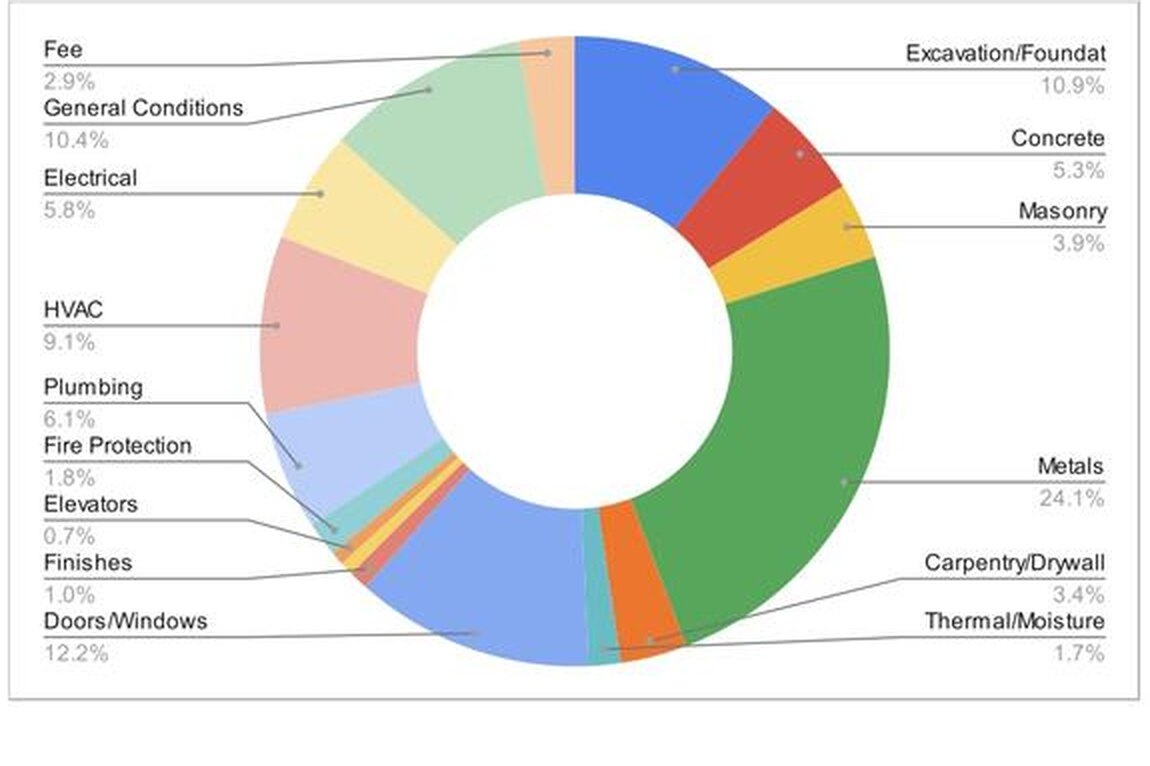 Fee
2.9%
General Conditions
10.4%
Electrical
5.8%
HVAC
9.1%
Plumbing
6.1%
Fire Protection
1.8%
Elevators
0.7%
Finishes
1.0%
Doors/Windows
12.2%
Excavation/Foundat
10.9%
Concrete
5.3%
Masonry
3.9%
Metals
24.1%
Carpentry/Drywall
3.4%
Thermal/Moisture
1.7%